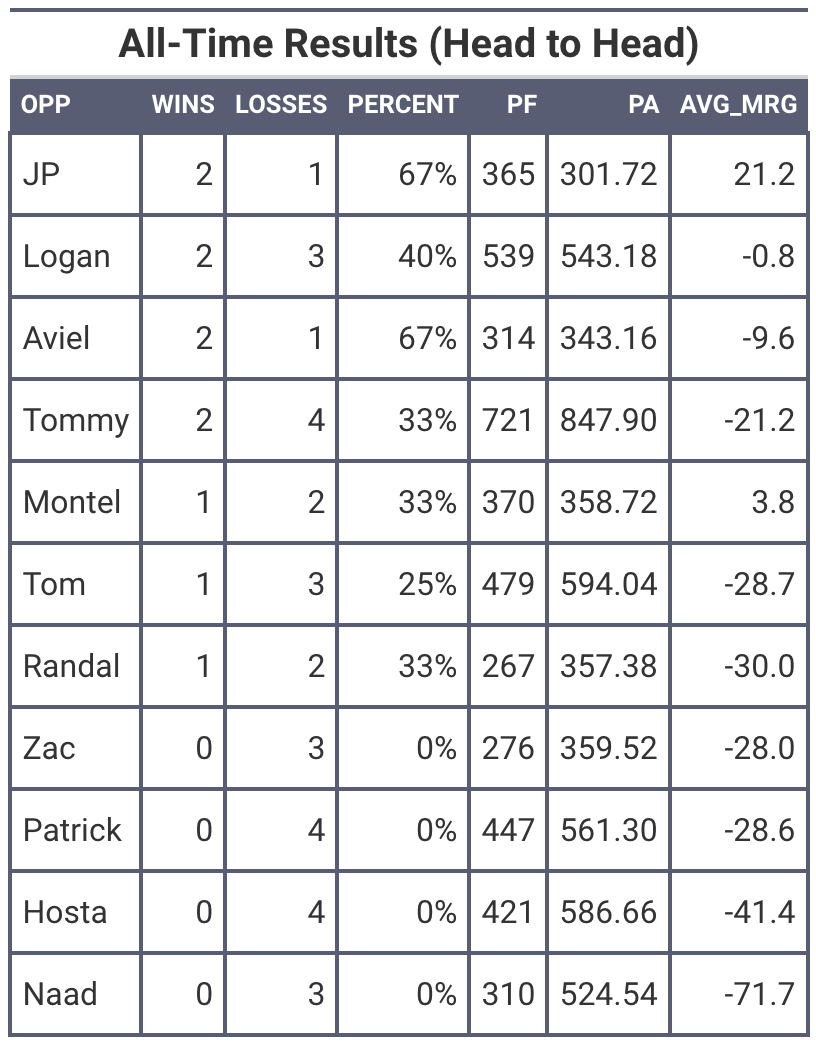 All-Time Results (Head to Head)
OPP WINS LOSSES PERCENT PF PA AVG_MRG
JP 2 1 67% 365 301.72 21.2
Logan 2 3 40% 539 543.18 -0.8
Aviel 2 1 67% 314 343.16 -9.6
Tommy 2 4 33% 721 847.90 -21.2
Montel 1 2 33% 370 358.72 3.8
Tom 1 3 25% 479 594.04 -28.7
Randal 1 2 33% 267 357.38 -30.0
Zac 0 3 0% 276 359.52 -28.0
Patrick 0 4 0% 447 561.30 -28.6
Hosta 0 4 0% 421 586.66 -41.4
Naad 0 3 0% 310 524.54 -71.7